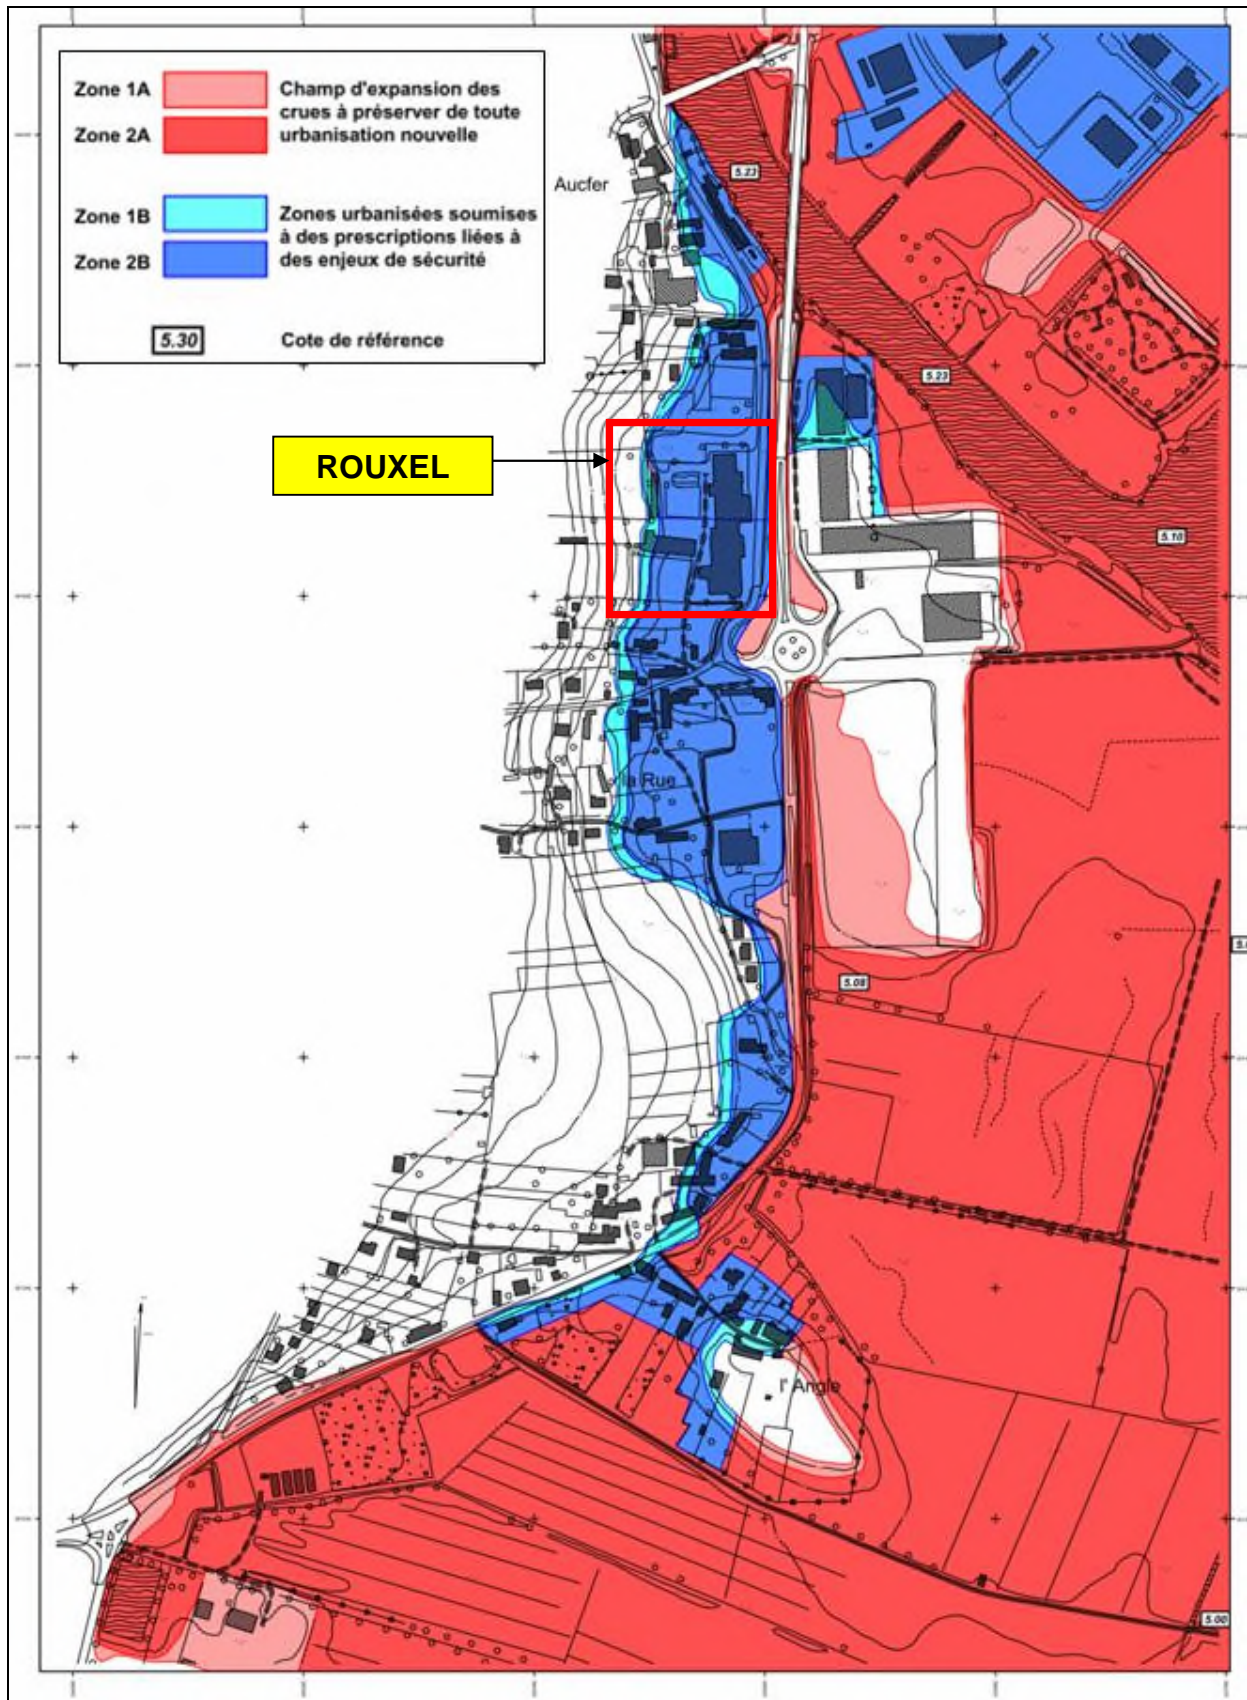 Zone 1A
Zone 2A
Champ d'expansion des
crues à préserver de toute
urbanisation nouvelle
Zone 1B
Zone 2B
Zones urbanisées soumises
à des prescriptions liées à
des enjeux de sécurité
5.30
Cote de référence
Aucfer
5.23
5.23
ROUXEL
5.10
la Rue
5.08
l' Angle
5.00